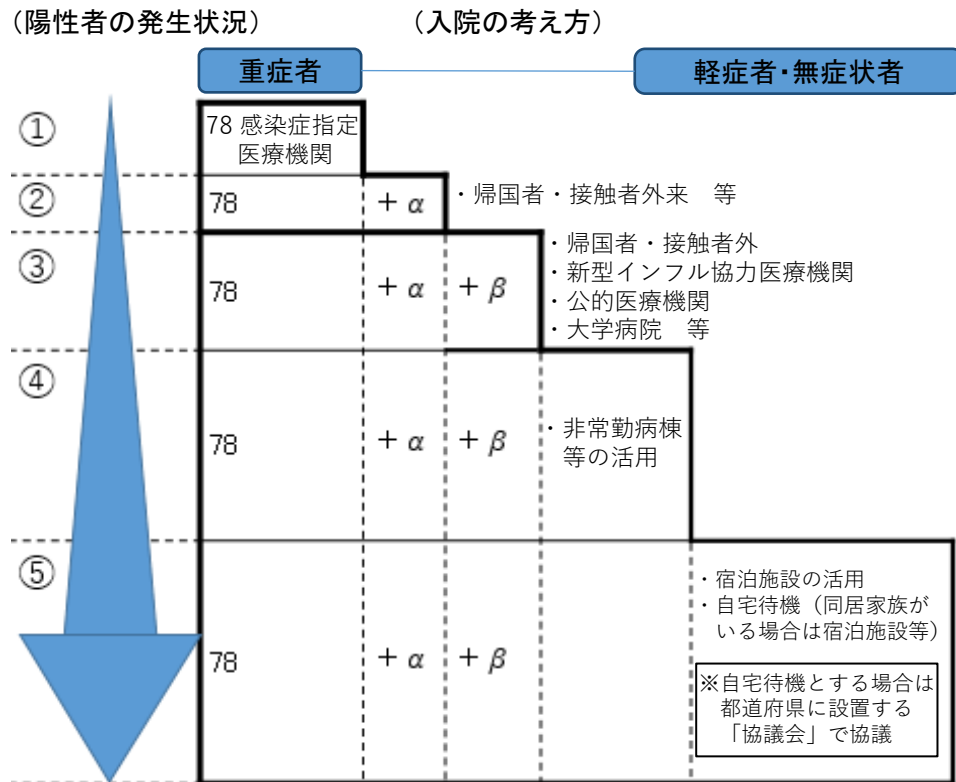 （陽性者の発生状況）
（入院の考え方）
重症者
軽症者・無症状者
①
78 感染症指定
医療機関
②
78
＋α
・帰国者・接触者外来　等
③
78
＋α
＋β
・帰国者・接触者外
・新型インフル協力医療機関
・公的医療機関
・大学病院　等
④
78
＋α
＋β
・非常勤病棟
等の活用
⑤
78
＋α
＋β
・宿泊施設の活用
・自宅待機（同居家族が
いる場合は宿泊施設等）
※自宅待機とする場合は
都道府県に設置する
「協議会」で協議